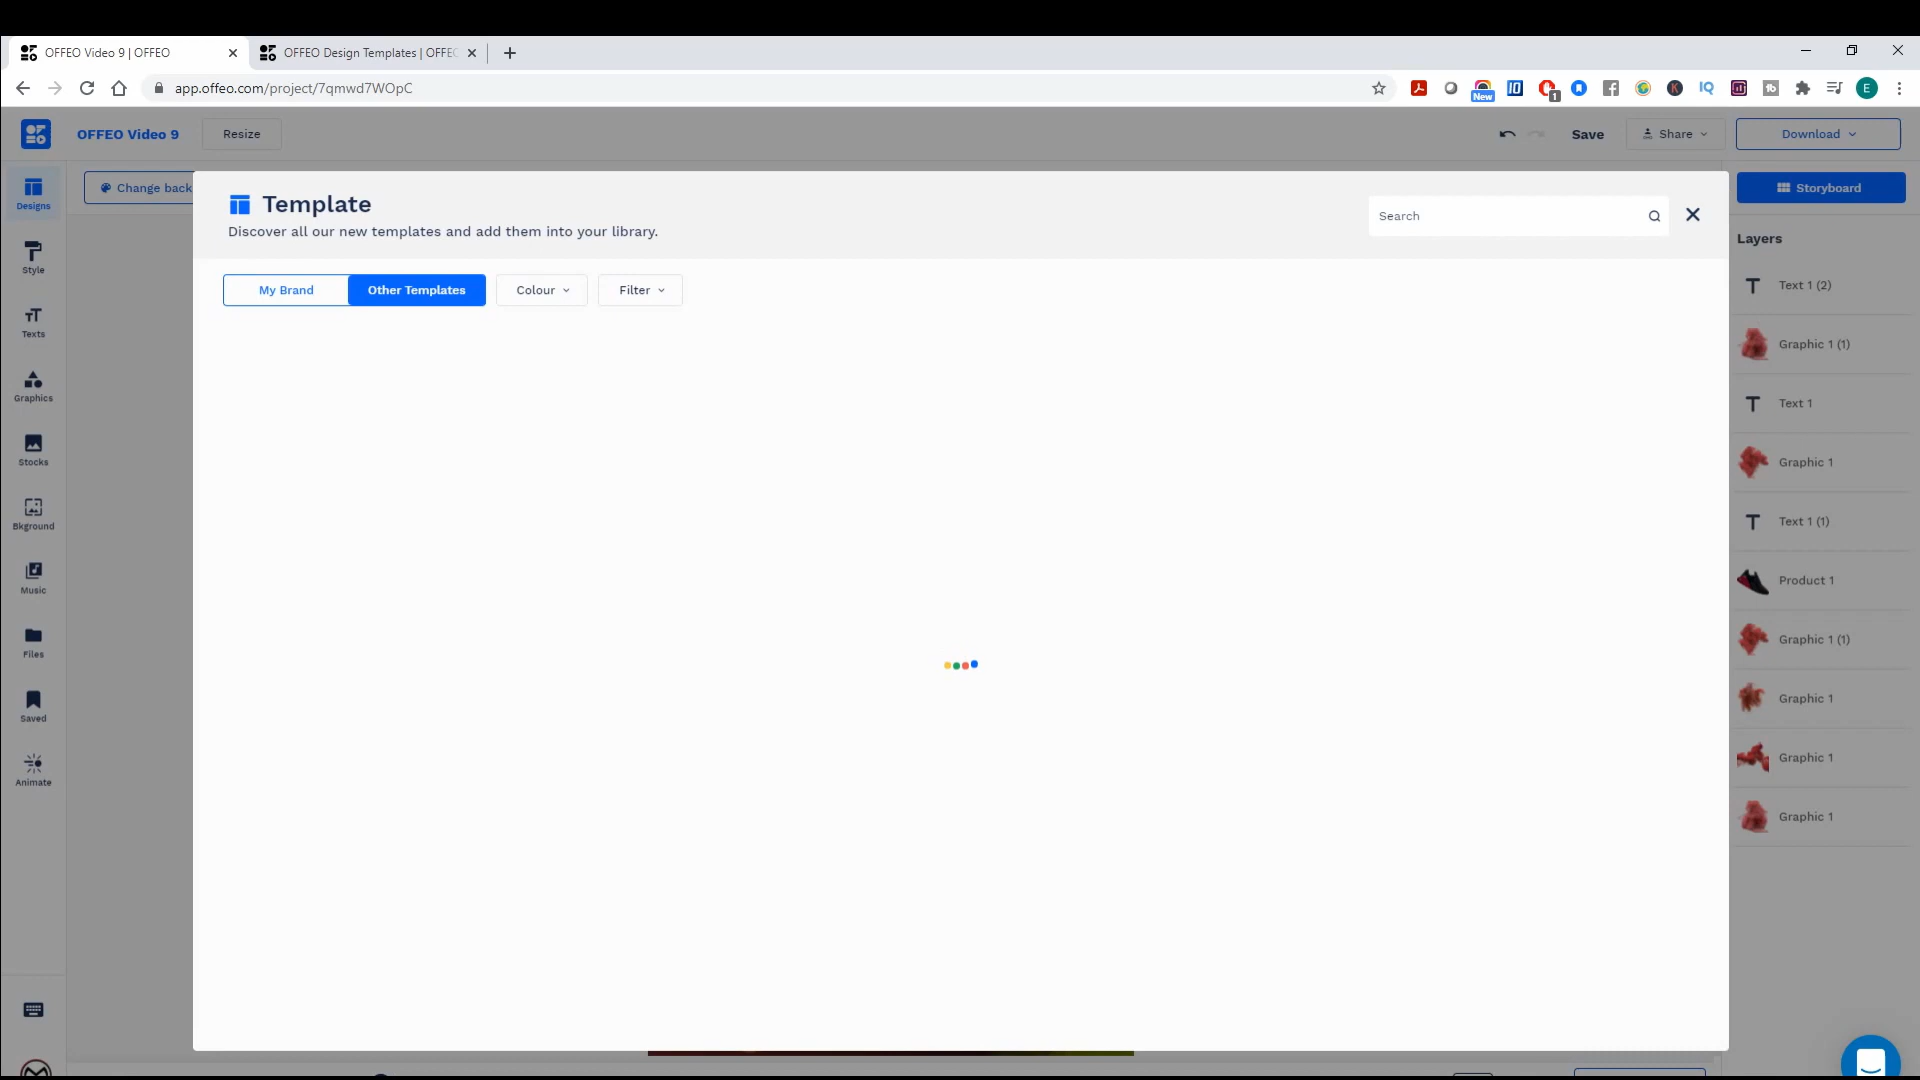 OFFEO Video 9 | OFFEO
OFFEO Design Templates | OFFEC
app.offeo.com/project/7qmwd7WOpC
New
1
IQ
E
OFFEO Video 9
Resize
Save
Share
Download
Designs
Style
Texts
Graphics
Stocks
Bkground
Music
Files
Saved
Animate
Change back
Template
Discover all our new templates and add them into your library.
Search
My Brand
Other Templates
Colour
Filter
Storyboard
Layers
Text 1 (2)
Graphic 1 (1)
Text 1
Graphic 1
Text 1 (1)
Product 1
Graphic 1 (1)
Graphic 1
Graphic 1
Graphic 1